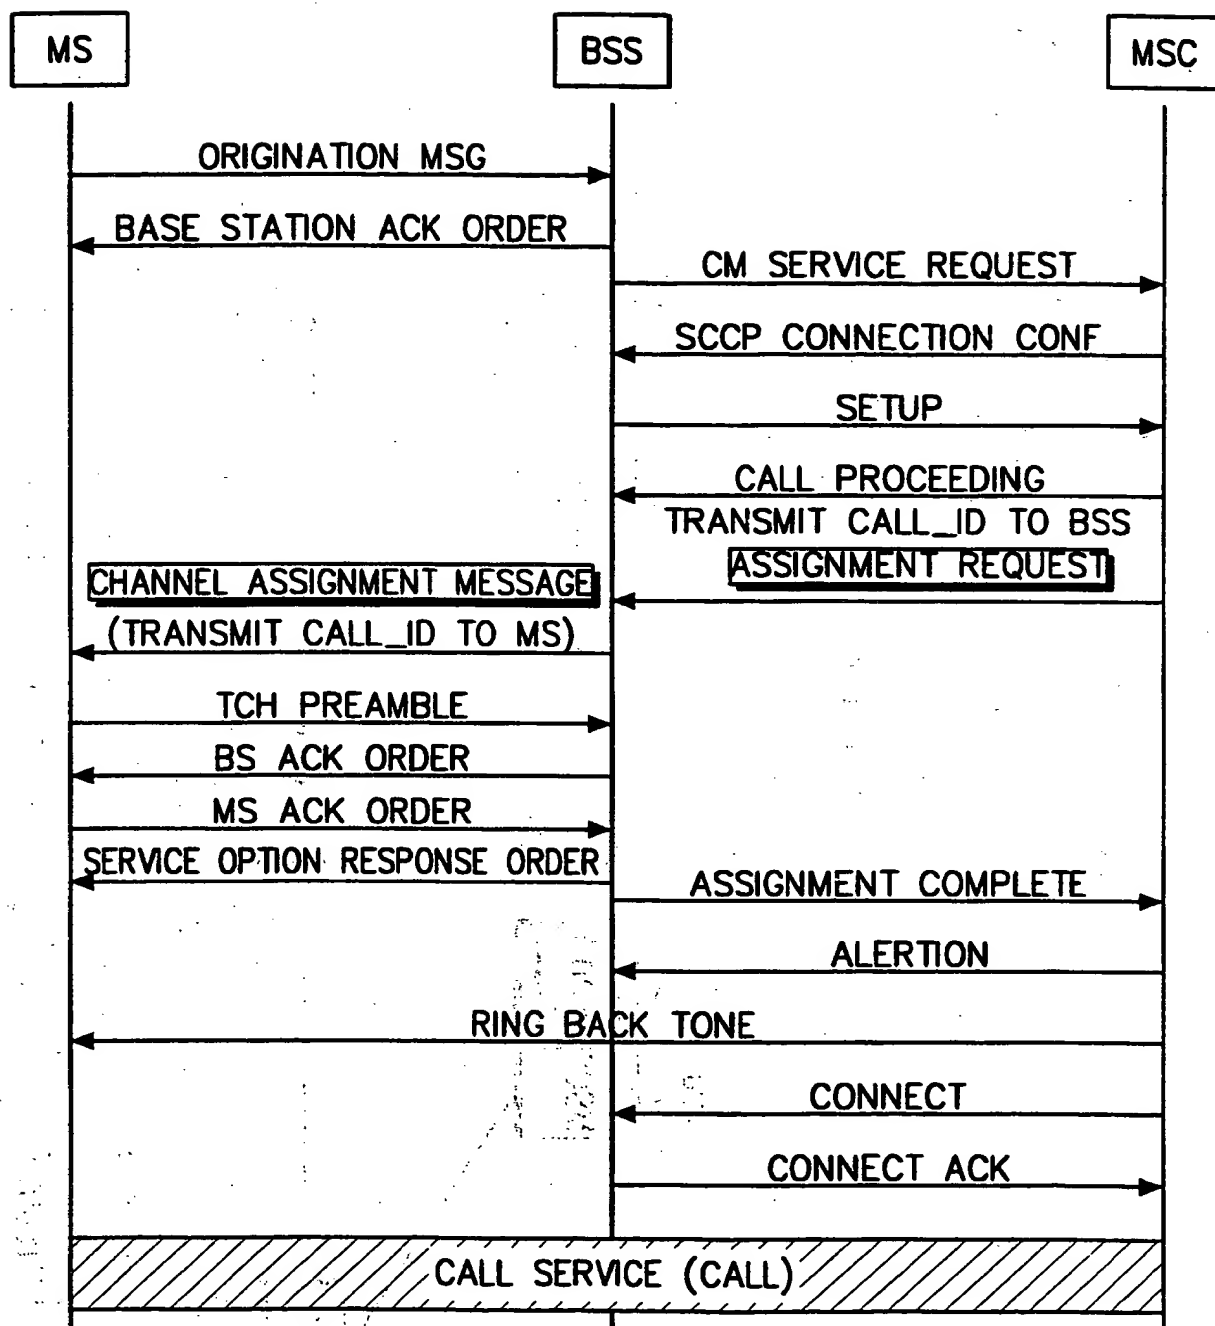 MS
BSS
MSC
ORIGINATION MSG
BASE STATION ACK ORDER
CM SERVICE REQUEST
SCCP CONNECTION CONF
SETUP
CALL PROCEEDING
TRANSMIT CALL_ID TO BSS
ASSIGNMENT REQUEST
CHANNEL ASSIGNMENT MESSAGE
(TRANSMIT CALL_ID TO MS)
TCH PREAMBLE
BS ACK ORDER
MS ACK ORDER
SERVICE OPTION RESPONSE ORDER
ASSIGNMENT COMPLETE
ALERTION
RING BACK TONE
CONNECT
CONNECT ACK
CALL SERVICE (CALL)